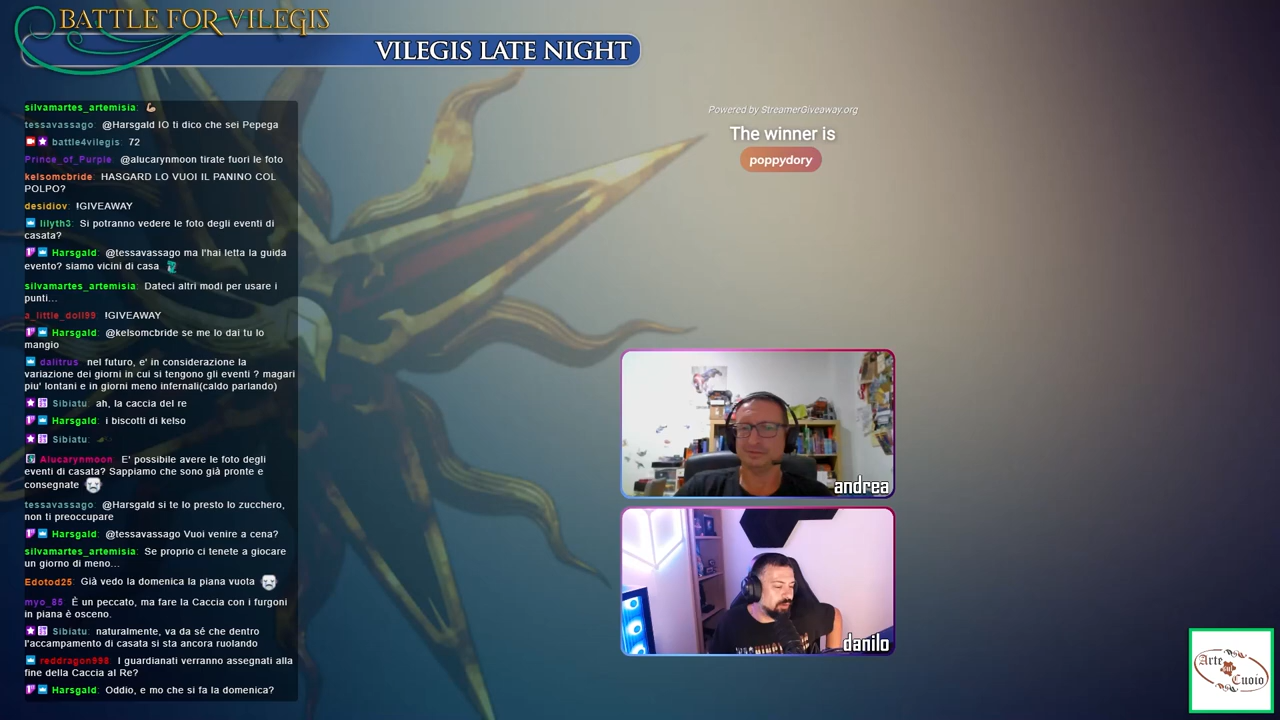 BATTLE FOR VILEGIS
VILEGIS LATE NIGHT
silvamartes_artemisia:
tessavassago: @Harsgald IO ti dico che sei Pepega
battle4vilegis: 72
Prince_of_Purple: @alucarynmoon tirate fuori le foto
kelsomcbride: HASGARD LO VUOI IL PANINO COL
POLPO?
desidiov: !GIVEAWAY
lilyth3: Si potranno vedere le foto degli eventi di
casata?
Harsgald: @tessavassago ma l'hai letta la guida
evento? siamo vicini di casa
silvamartes_artemisia: Dateci altri modi per usare i
punti...
a_little_doll99: !GIVEAWAY
Harsgald: @kelsomcbride se me lo dai tu lo
mangio
dalitrus: nel futuro, e' in considerazione la
variazione dei giorni in cui si tengono gli eventi ? magari
piu' lontani e in giorni meno infernali(caldo parlando)
Sibiatu: ah, la caccia del re
Harsgald: i biscotti di kelso
Sibiatu:
Alucarynmoon: E' possibile avere le foto degli
eventi di casata? Sappiamo che sono già pronte e
consegnate
tessavassago: @Harsgald si te lo presto lo zucchero,
non ti preoccupare
Harsgald: @tessavassago Vuoi venire a cena?
silvamartes_artemisia: Se proprio ci tenete a giocare
un giorno di meno...
Edotod25: Già vedo la domenica la piana vuota
myo_85: È un peccato, ma fare la Caccia con i furgoni
in piana è osceno.
Sibiatu: naturalmente, va da sé che dentro
l'accampamento di casata si sta ancora ruolando
reddragon998: I guardianati verranno assegnati alla
fine della Caccia al Re?
Harsgald: Oddio, e mo che si fa la domenica?
Powered by StreamerGiveaway.org
The winner is
poppydory
andrea
danilo
Arte
sul
Cuoio